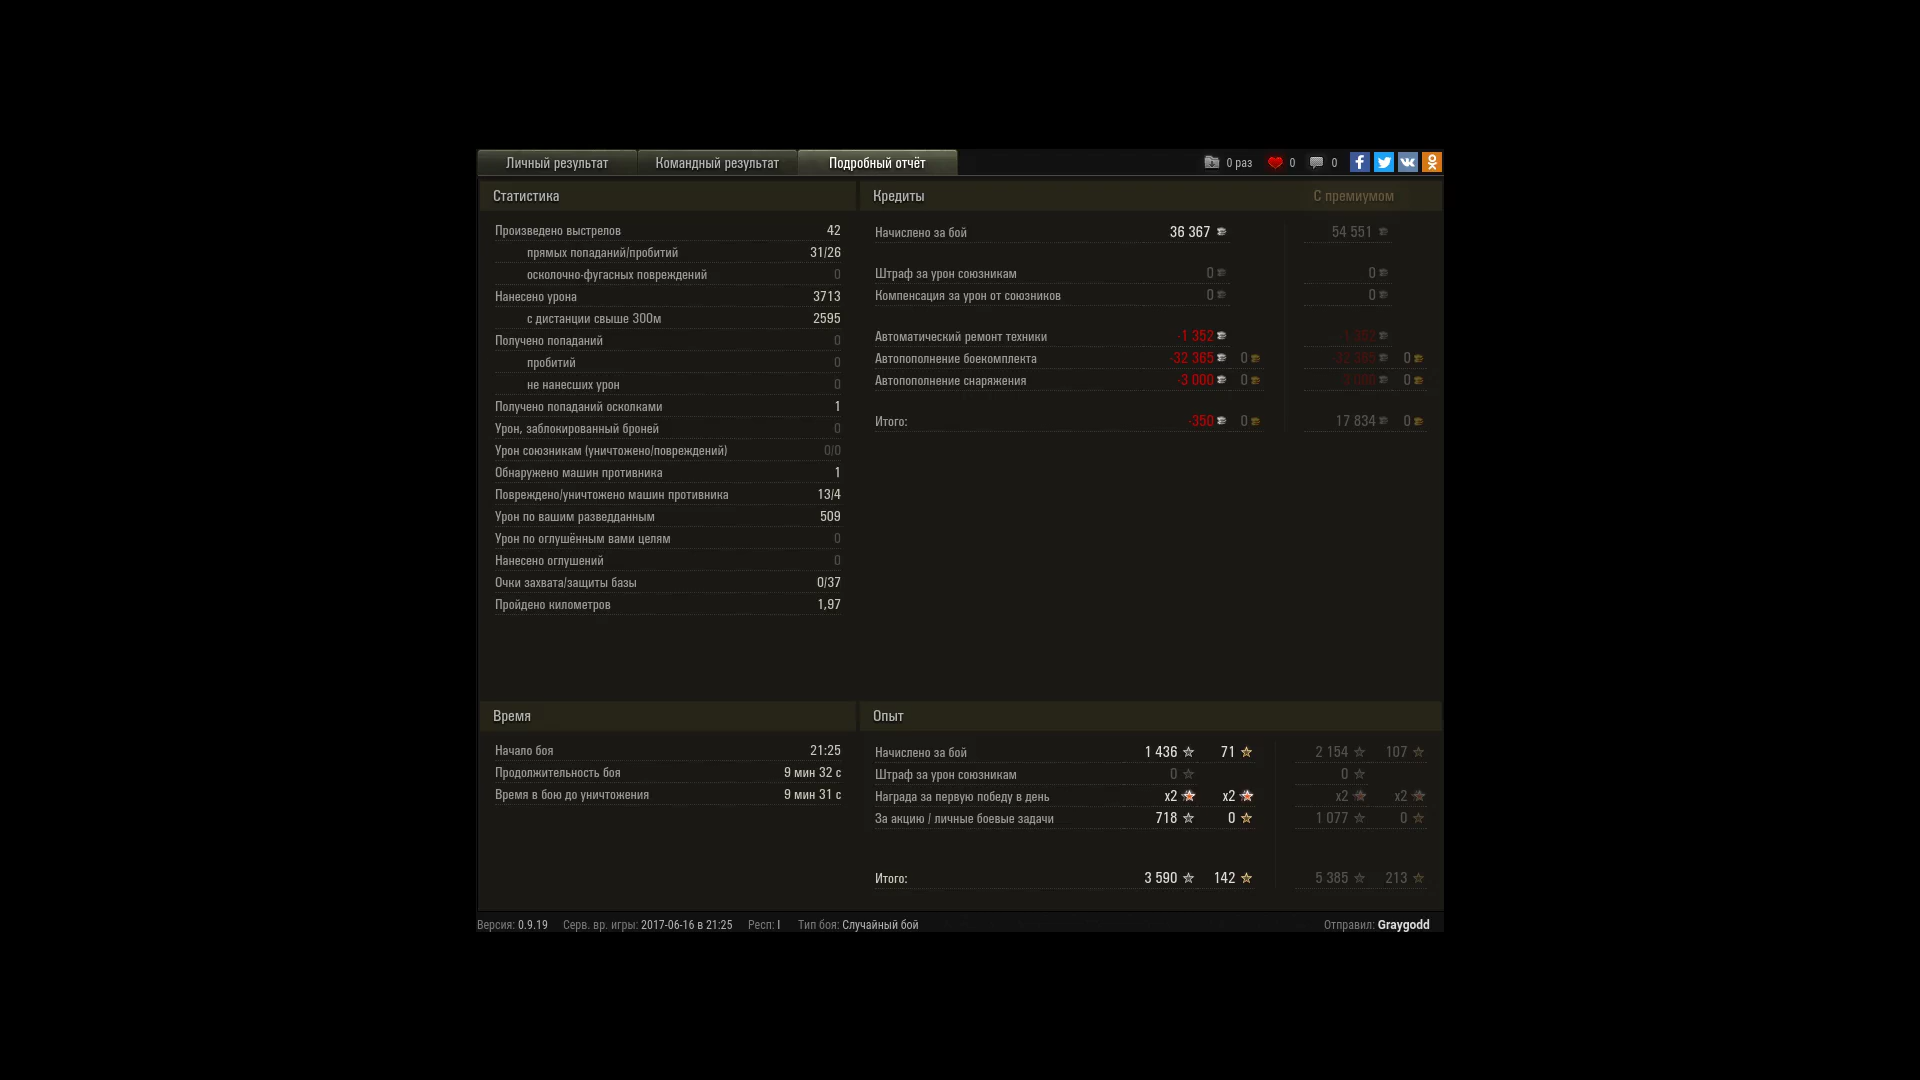 Личный результат Командный результат Подробный отчёт 0 раз 0 0
Статистика
Произведено выстрелов 42
прямых попаданий/пробитий 31/26
осколочно-фугасных повреждений 0
Нанесено урона 3713
с дистанции свыше 300м 2595
Получено попаданий 0
пробитий 0
не нанесших урон 0
Получено попаданий осколками 1
Урон, заблокированный броней 0
Урон союзникам (уничтожено/повреждений) 0/0
Обнаружено машин противника 1
Повреждено/уничтожено машин противника 13/4
Урон по вашим разведданным 509
Урон по оглушённым вами целям 0
Нанесено оглушений 0
Очки захвата/защиты базы 0/37
Пройдено километров 1,97
Кредиты С премиумом
Начислено за бой 36 367 54 551
Штраф за урон союзникам 0 0
Компенсация за урон от союзников 0 0
Автоматический ремонт техники -1 352 -1 352
Автопополнение боекомплекта -32 365 0 -32 365 0
Автопополнение снаряжения -3 000 0 -3 000 0
Итого: -350 0 17 834 0
Время
Начало боя 21:25
Продолжительность боя 9 мин 32 с
Время в бою до уничтожения 9 мин 31 с
Опыт
Начислено за бой 1 436 71 2 154 107
Штраф за урон союзникам 0 0
Награда за первую победу в день x2 x2 x2 x2
За акцию / личные боевые задачи 718 0 1 077 0
Итого: 3 590 142 5 385 213
Версия: 0.9.19 Серв. вр. игры: 2017-06-16 в 21:25 Респ: I Тип боя: Случайный бой Отправил: Graygodd